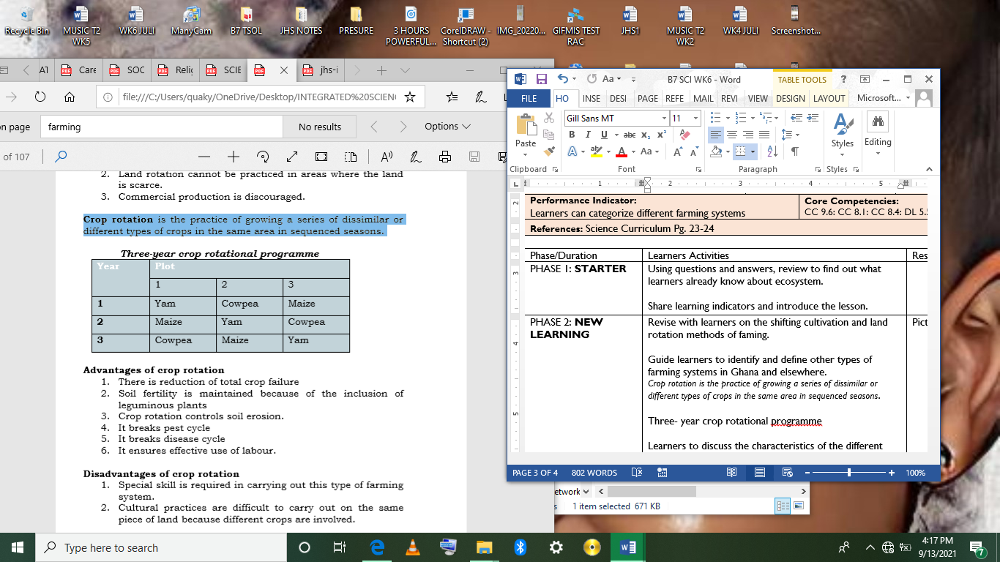 Recycle Bin
MUSIC T2 WK5
WK6 JULI
ManyCam
B7 TSOL
JHS NOTES
PRESURE
3 HOURS POWERFUL...
CorelDRAW - Shortcut (2)
IMG_20220...
GIFMIS TEST RAC
JHS1
MUSIC T2 WK2
WK4 JULI
Screenshot...
AT
Care
SOC
Relig
SCIE
jhs-i
file:///C:/Users/quaky/OneDrive/Desktop/INTEGRATED%20SCIEN
n page
farming
No results
Options
of 107
2. Land rotation cannot be practiced in areas where the land
is scarce.
3. Commercial production is discouraged.
Crop rotation is the practice of growing a series of dissimilar or
different types of crops in the same area in sequenced seasons.
Three-year crop rotational programme
Year Plot
1 2 3
1 Yam Cowpea Maize
2 Maize Yam Cowpea
3 Cowpea Maize Yam
Advantages of crop rotation
1. There is reduction of total crop failure
2. Soil fertility is maintained because of the inclusion of
leguminous plants
3. Crop rotation controls soil erosion.
4. It breaks pest cycle
5. It breaks disease cycle
6. It ensures effective use of labour.
Disadvantages of crop rotation
1. Special skill is required in carrying out this type of farming
system.
2. Cultural practices are difficult to carry out on the same
piece of land because different crops are involved.
B7 SCI WK6 - Word
TABLE TOOLS
FILE HO INSE DESI PAGE REFE MAIL REVI VIEW DESIGN LAYOUT Microsoft...
Gill Sans MT 11
Paste
Styles
Editing
Clipboard Font Paragraph Styles
1 2 3 4 5
Performance Indicator:
Learners can categorize different farming systems
Core Competencies:
CC 9.6: CC 8.1: CC 8.4: DL 5.5
References: Science Curriculum Pg. 23-24
Phase/Duration Learners Activities Res
PHASE 1: STARTER
Using questions and answers, review to find out what
learners already know about ecosystem.
Share learning indicators and introduce the lesson.
PHASE 2: NEW
LEARNING
Revise with learners on the shifting cultivation and land
rotation methods of faming.
Pict
Guide learners to identify and define other types of
farming systems in Ghana and elsewhere.
Crop rotation is the practice of growing a series of dissimilar or
different types of crops in the same area in sequenced seasons.
Three- year crop rotational programme
Learners to discuss the characteristics of the different
PAGE 3 OF 4 802 WORDS 100%
etwork
s 1 item selected 671 KB
Type here to search
4:17 PM
9/13/2021
7